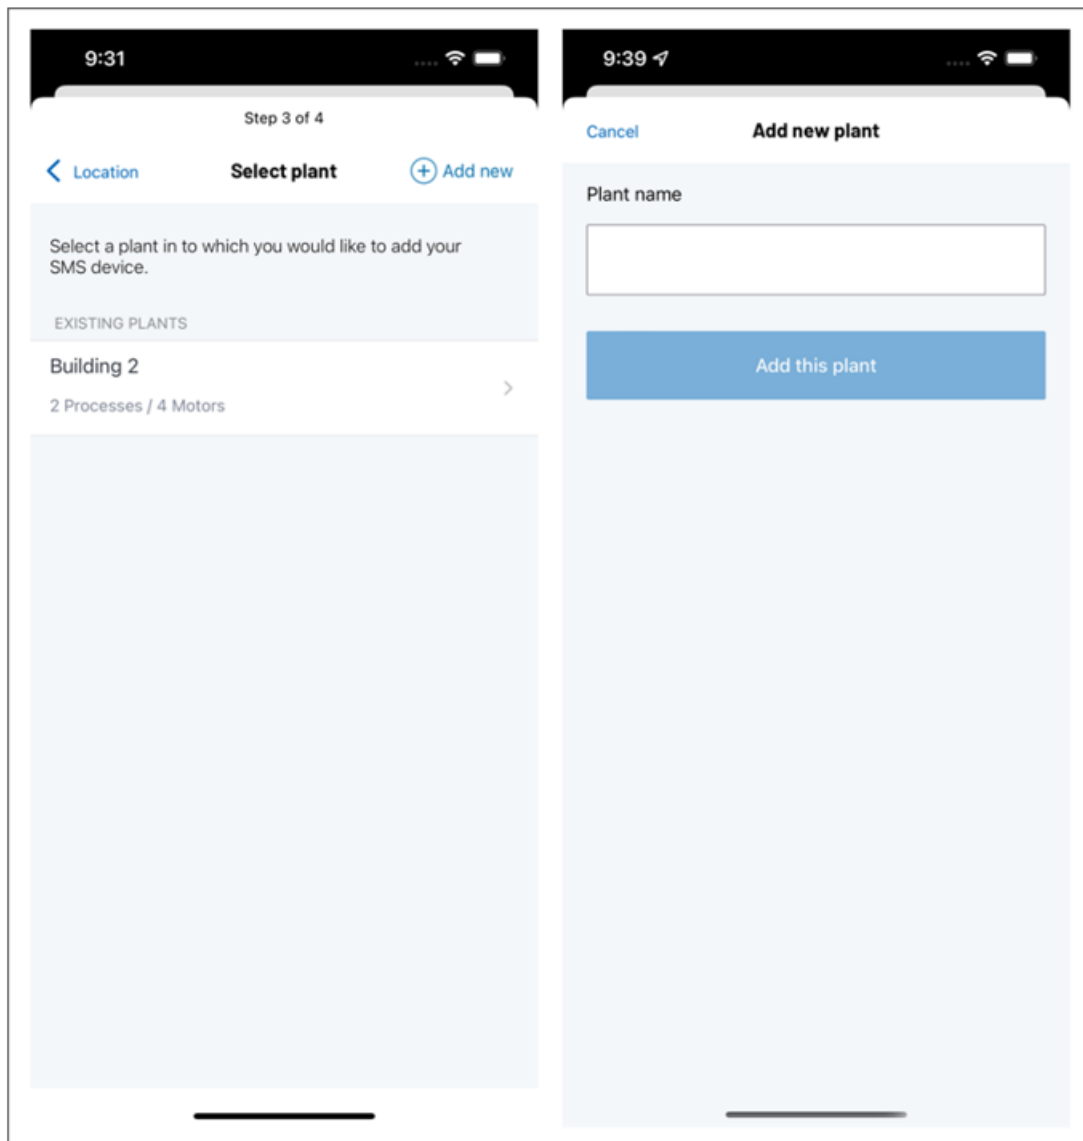 9:31
Step 3 of 4
Location
Select plant
Add new
Select a plant in to which you would like to add your
SMS device.
EXISTING PLANTS
Building 2
2 Processes / 4 Motors
9:39
Cancel
Add new plant
Plant name
Add this plant